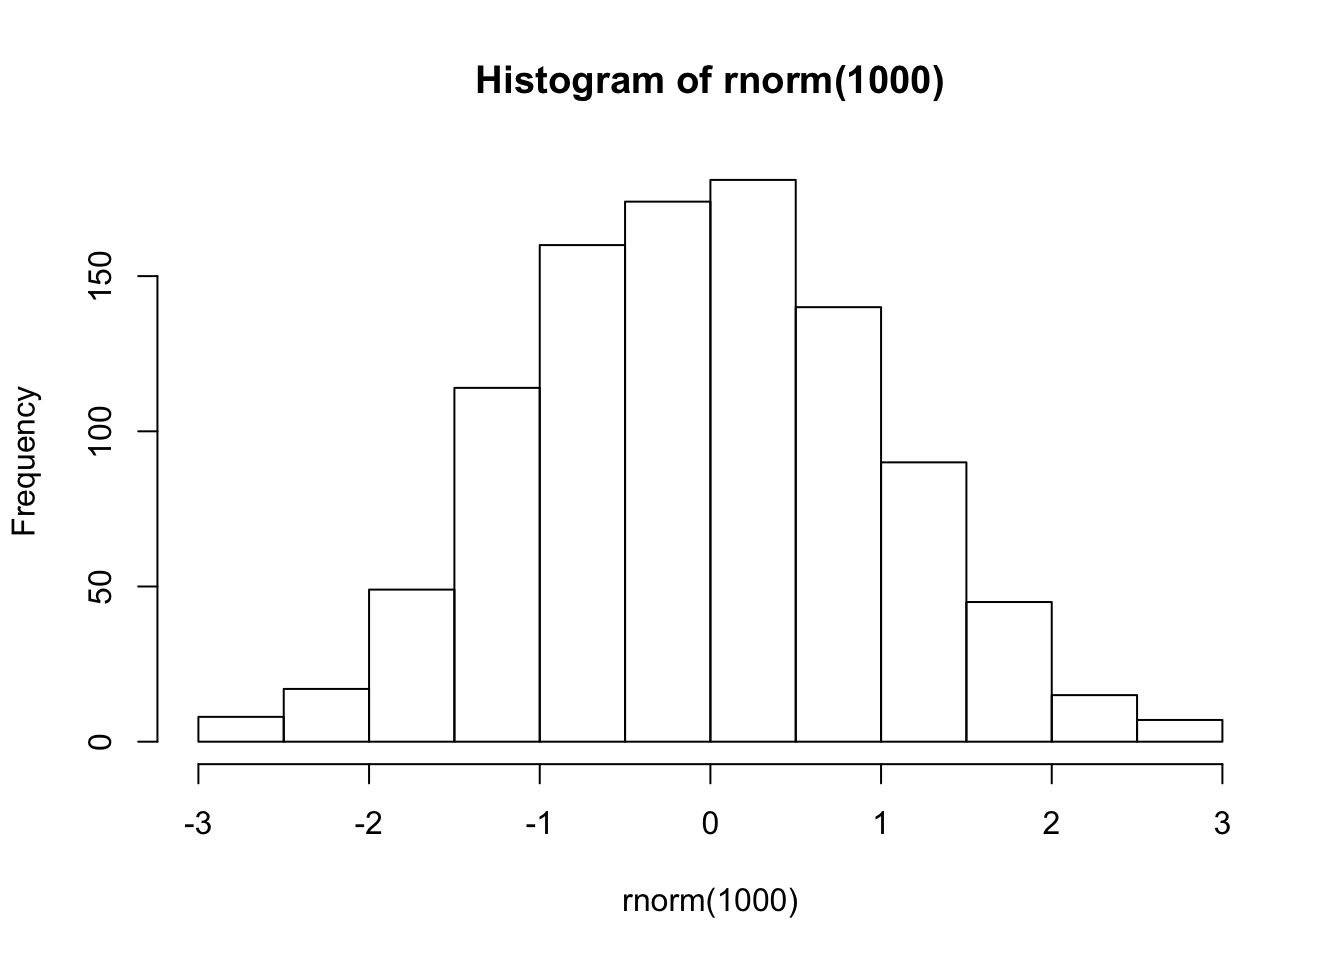 Histogram of rnorm(1000)
Frequency
150
100
50
0
-3 -2 -1 0 1 2 3
rnorm(1000)